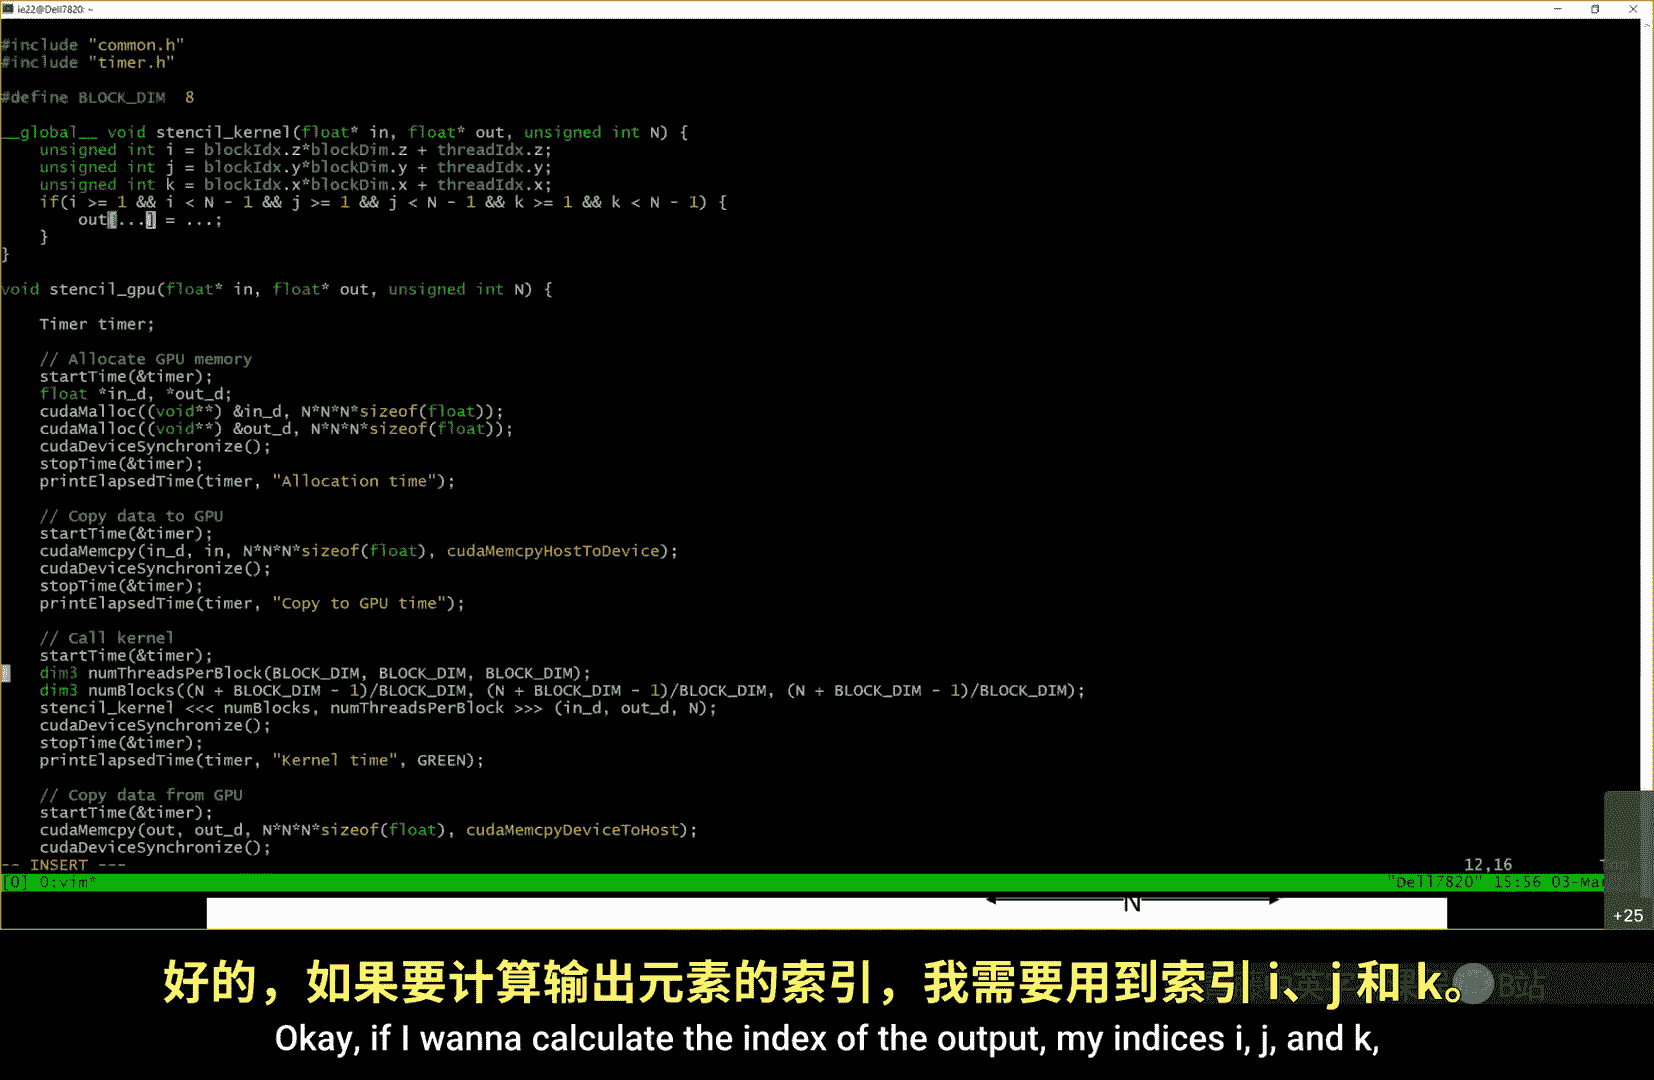 ie22@Dell7820: ~
#include "common.h"
#include "timer.h"
#define BLOCK_DIM  8
__global__ void stencil_kernel(float* in, float* out, unsigned int N) {
    unsigned int i = blockIdx.z*blockDim.z + threadIdx.z;
    unsigned int j = blockIdx.y*blockDim.y + threadIdx.y;
    unsigned int k = blockIdx.x*blockDim.x + threadIdx.x;
    if(i >= 1 && i < N - 1 && j >= 1 && j < N - 1 && k >= 1 && k < N - 1) {
        out[...] = ...;
    }
}
void stencil_gpu(float* in, float* out, unsigned int N) {
    Timer timer;
    // Allocate GPU memory
    startTime(&timer);
    float *in_d, *out_d;
    cudaMalloc((void**) &in_d, N*N*N*sizeof(float));
    cudaMalloc((void**) &out_d, N*N*N*sizeof(float));
    cudaDeviceSynchronize();
    stopTime(&timer);
    printElapsedTime(timer, "Allocation time");
    // Copy data to GPU
    startTime(&timer);
    cudaMemcpy(in_d, in, N*N*N*sizeof(float), cudaMemcpyHostToDevice);
    cudaDeviceSynchronize();
    stopTime(&timer);
    printElapsedTime(timer, "Copy to GPU time");
    // Call kernel
    startTime(&timer);
    dim3 numThreadsPerBlock(BLOCK_DIM, BLOCK_DIM, BLOCK_DIM);
    dim3 numBlocks((N + BLOCK_DIM - 1)/BLOCK_DIM, (N + BLOCK_DIM - 1)/BLOCK_DIM, (N + BLOCK_DIM - 1)/BLOCK_DIM);
    stencil_kernel <<< numBlocks, numThreadsPerBlock >>> (in_d, out_d, N);
    cudaDeviceSynchronize();
    stopTime(&timer);
    printElapsedTime(timer, "Kernel time", GREEN);
    // Copy data from GPU
    startTime(&timer);
    cudaMemcpy(out, out_d, N*N*N*sizeof(float), cudaMemcpyDeviceToHost);
    cudaDeviceSynchronize();
-- INSERT -- 12,16 Top
[0] 0:vim* "Dell7820" 15:56 03-Mar
N
+25
好的，如果要计算输出元素的索引，我需要用到索引 i、j 和 k。
B站
Okay, if I wanna calculate the index of the output, my indices i, j, and k,